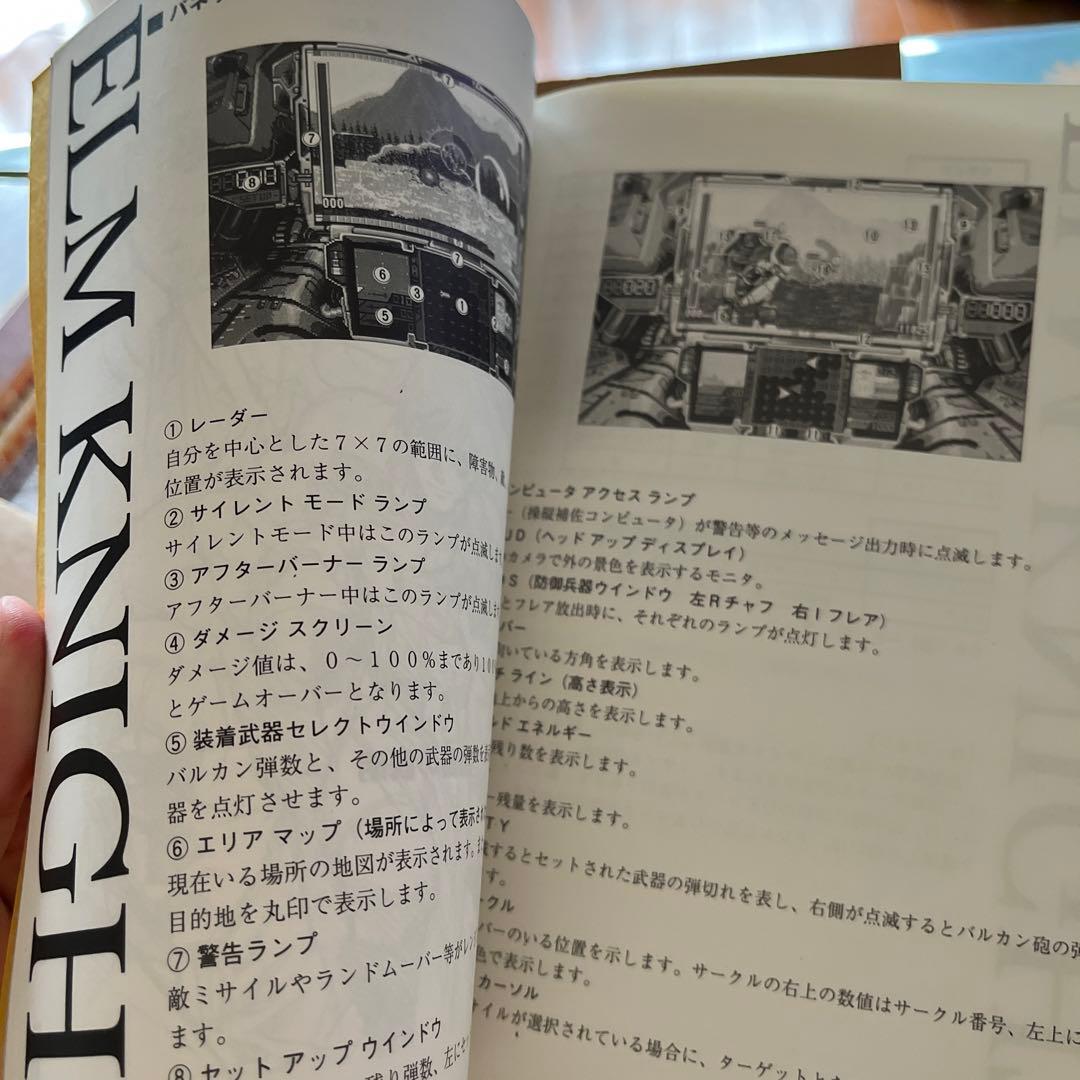 ELM KNIGH
パネ
① レーダー
自分を中心とした７×７の範囲に、障害物、
位置が表示されます。
② サイレント モード ランプ
サイレントモード中はこのランプが点滅しま
③ アフターバーナー ランプ
アフターバーナー中はこのランプが点滅しま
④ ダメージ スクリーン
ダメージ値は、０～１００％まであり
とゲームオーバーとなります。
⑤ 装着武器セレクトウインドウ
バルカン弾数と、その他の武器の弾数を
器を点灯させます。
⑥ エリア マップ（場所によって表示
現在いる場所の地図が表示されます。
目的地を丸印で表示します。
⑦ 警告ランプ
敵ミサイルやランドムーバー等が
ます。
⑧ セット アップ ウインドウ
残り弾数、左に
ンピュータ アクセス ランプ
（操縦補佐コンピュータ）が警告等のメッセージ出力時に点滅します。
ＵＤ（ヘッド アップ ディスプレイ）
カメラで外の景色を表示するモニタ。
Ｓ（防御兵器ウインドウ　左Ｒチャフ　右Ｉフレア）
とフレア放出時に、それぞれのランプが点灯します。
バー
向いている方角を表示します。
チ ライン（高さ表示）
上からの高さを表示します。
ルド エネルギー
残り数を表示します。
ー残量を表示します。
ＴＹ
するとセットされた武器の弾切れを表し、右側が点滅するとバルカン砲の弾
す。
ークル
バーのいる位置を示します。サークルの右上の数値はサークル番号、左上に
色で表示します。
カーソル
イルが選択されている場合に、ターゲットと